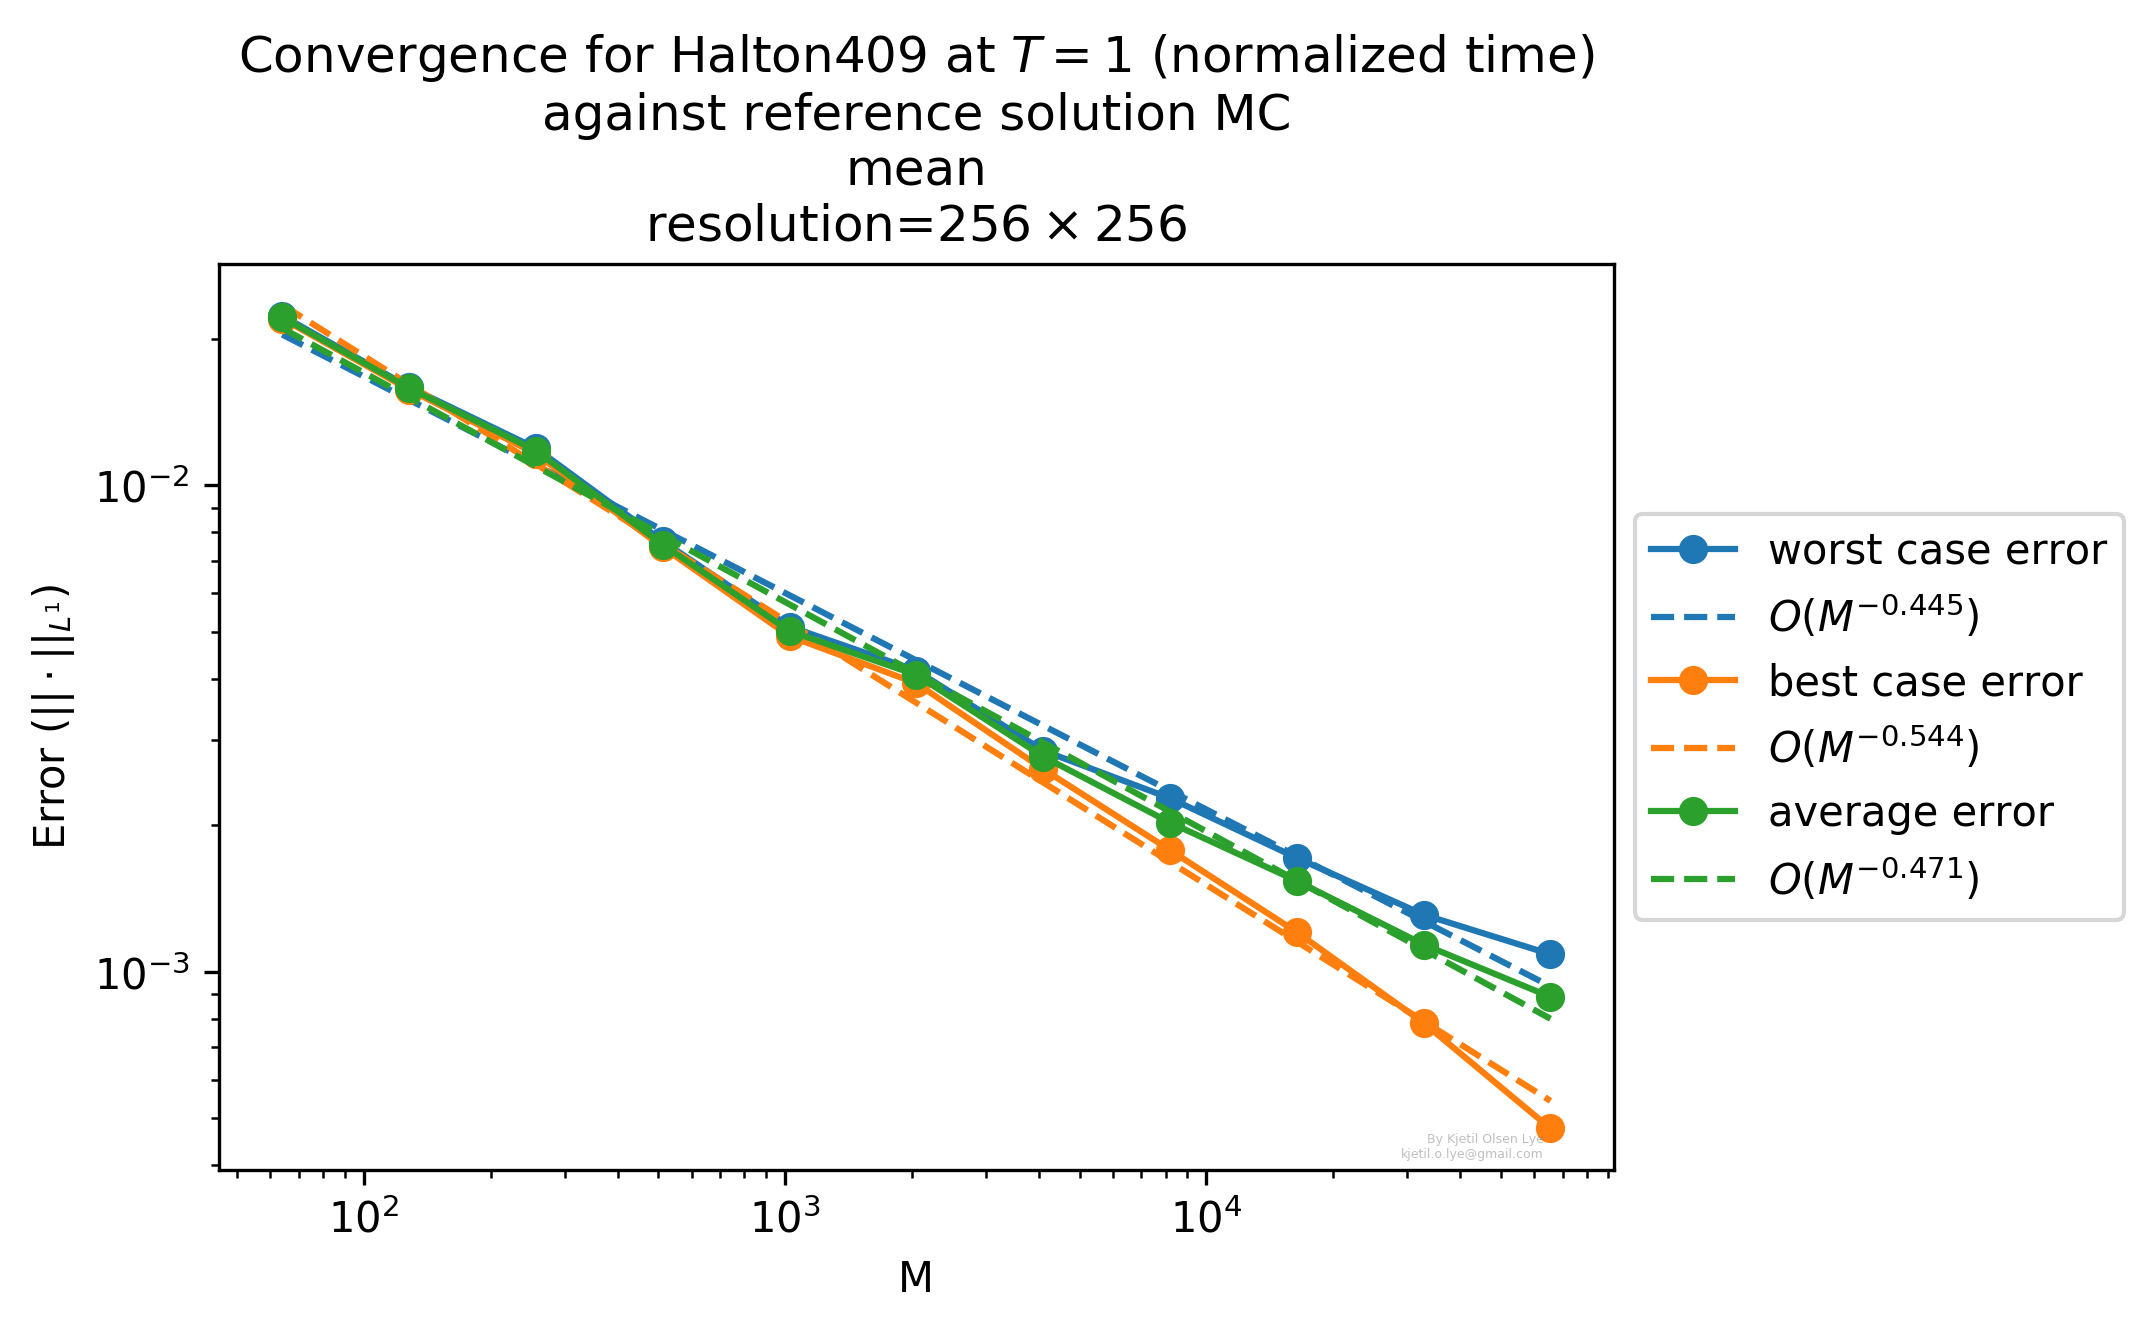 Convergence for Halton409 at $T = 1$ (normalized time)
against reference solution MC
mean
resolution=$256 \times 256$
Error ($|| \cdot ||_{L^1}$)
$10^{-2}$
$10^{-3}$
$10^2$
$10^3$
$10^4$
M
worst case error
$O(M^{-0.445})$
best case error
$O(M^{-0.544})$
average error
$O(M^{-0.471})$
By Kjetil Olsen Lye
kjetil.o.lye@gmail.com